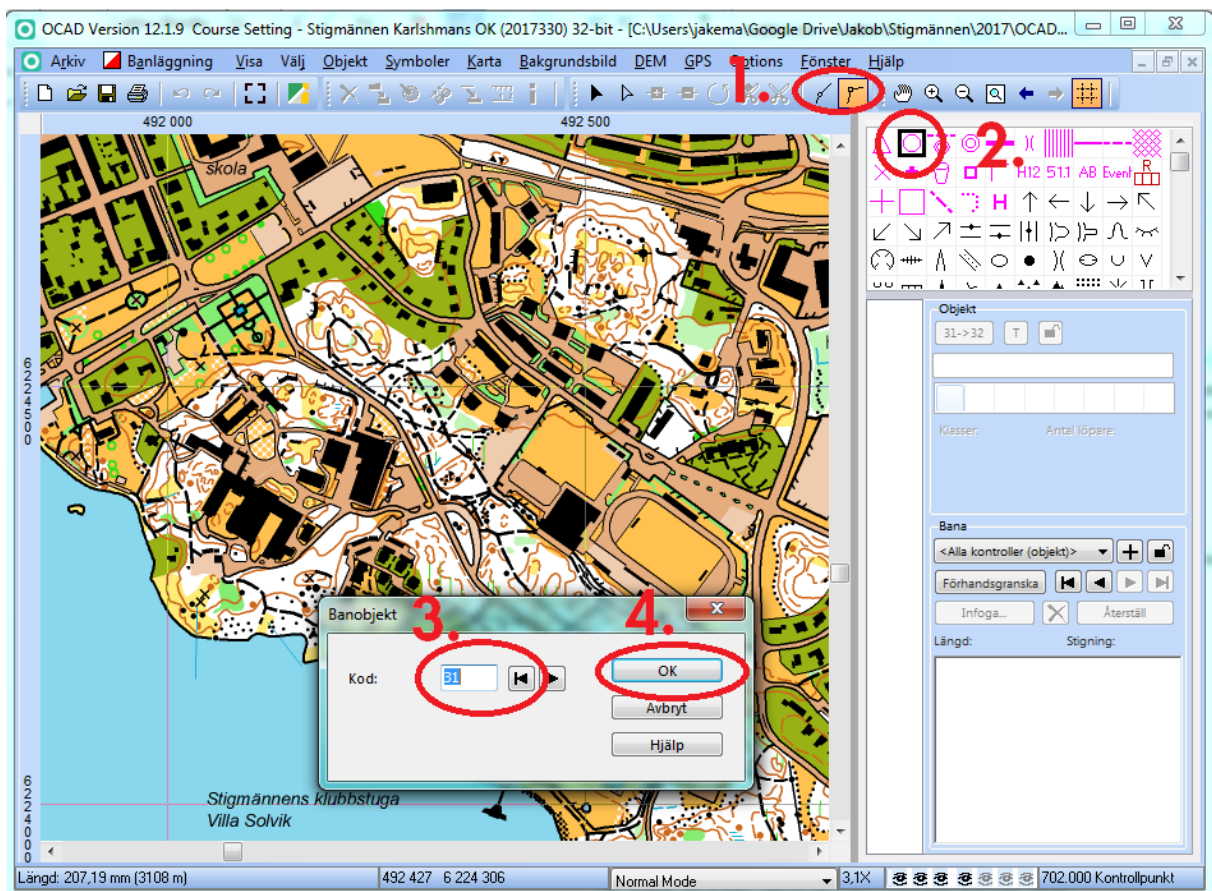 OCAD Version 12.1.9 Course Setting - Stigmännen Karlshmans OK (2017330) 32-bit - [C:\Users\jakema\Google Drive\Jakob\Stigmännen\2017\OCAD...
Arkiv Banläggning Visa Välj Objekt Symboler Karta Bakgrundsbild DEM GPS Options Fönster Hjälp
1.
492 000 492 500
2.
H12 511 AB Event R
H
skola
6224500
Objekt
31->32 T
Klasser: Antal löpare:
Bana
<Alla kontroller (objekt)>
Förhandsgranska
Infoga... Återställ
Längd: Stigning:
Banobjekt
3. 4.
Kod: 31 OK
Avbryt
Hjälp
6224000
Stigmännens klubbstuga
Villa Solvik
Längd: 207,19 mm (3108 m) 492 427 6 224 306 Normal Mode 3,1X 702.000 Kontrollpunkt